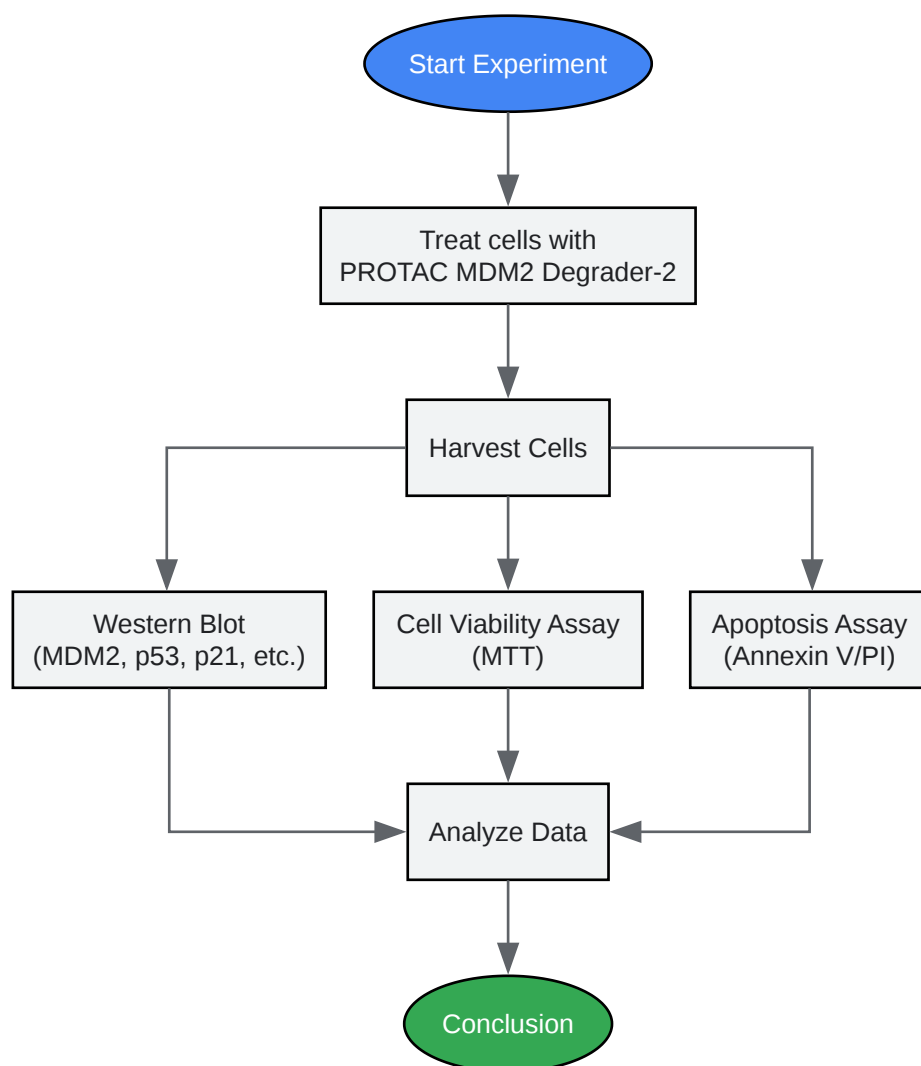 Start Experiment
Treat cells with
PROTAC MDM2 Degrader-2
Harvest Cells
Western Blot
(MDM2, p53, p21, etc.)
Cell Viability Assay
(MTT)
Apoptosis Assay
(Annexin V/PI)
Analyze Data
Conclusion